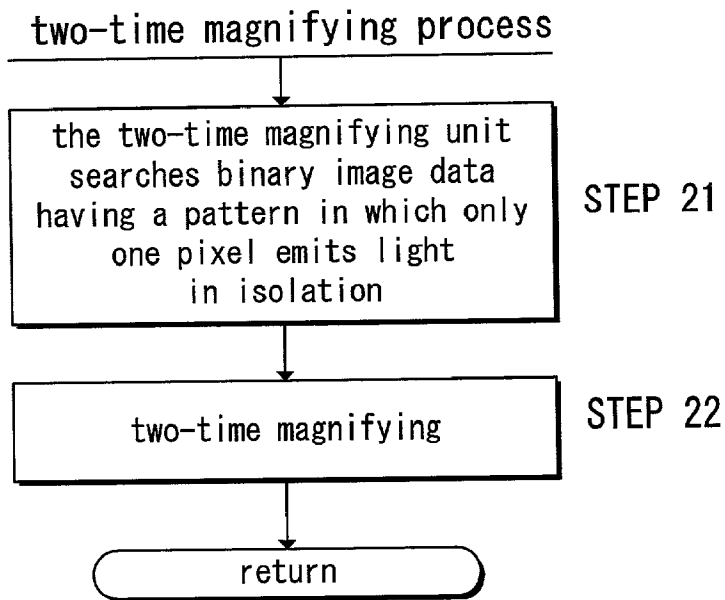 two-time magnifying process
the two-time magnifying unit
searches binary image data
having a pattern in which only
one pixel emits light
in isolation
STEP 21
two-time magnifying
STEP 22
return